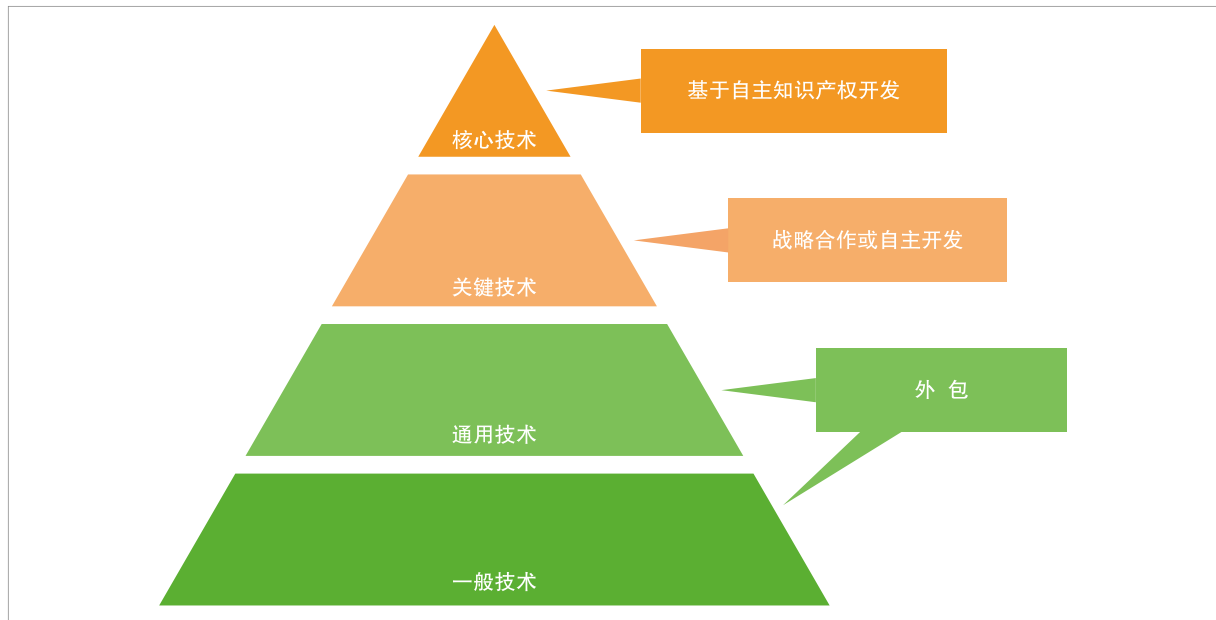 基于自主知识产权开发
核心技术
战略合作或自主开发
关键技术
外 包
通用技术
一般技术